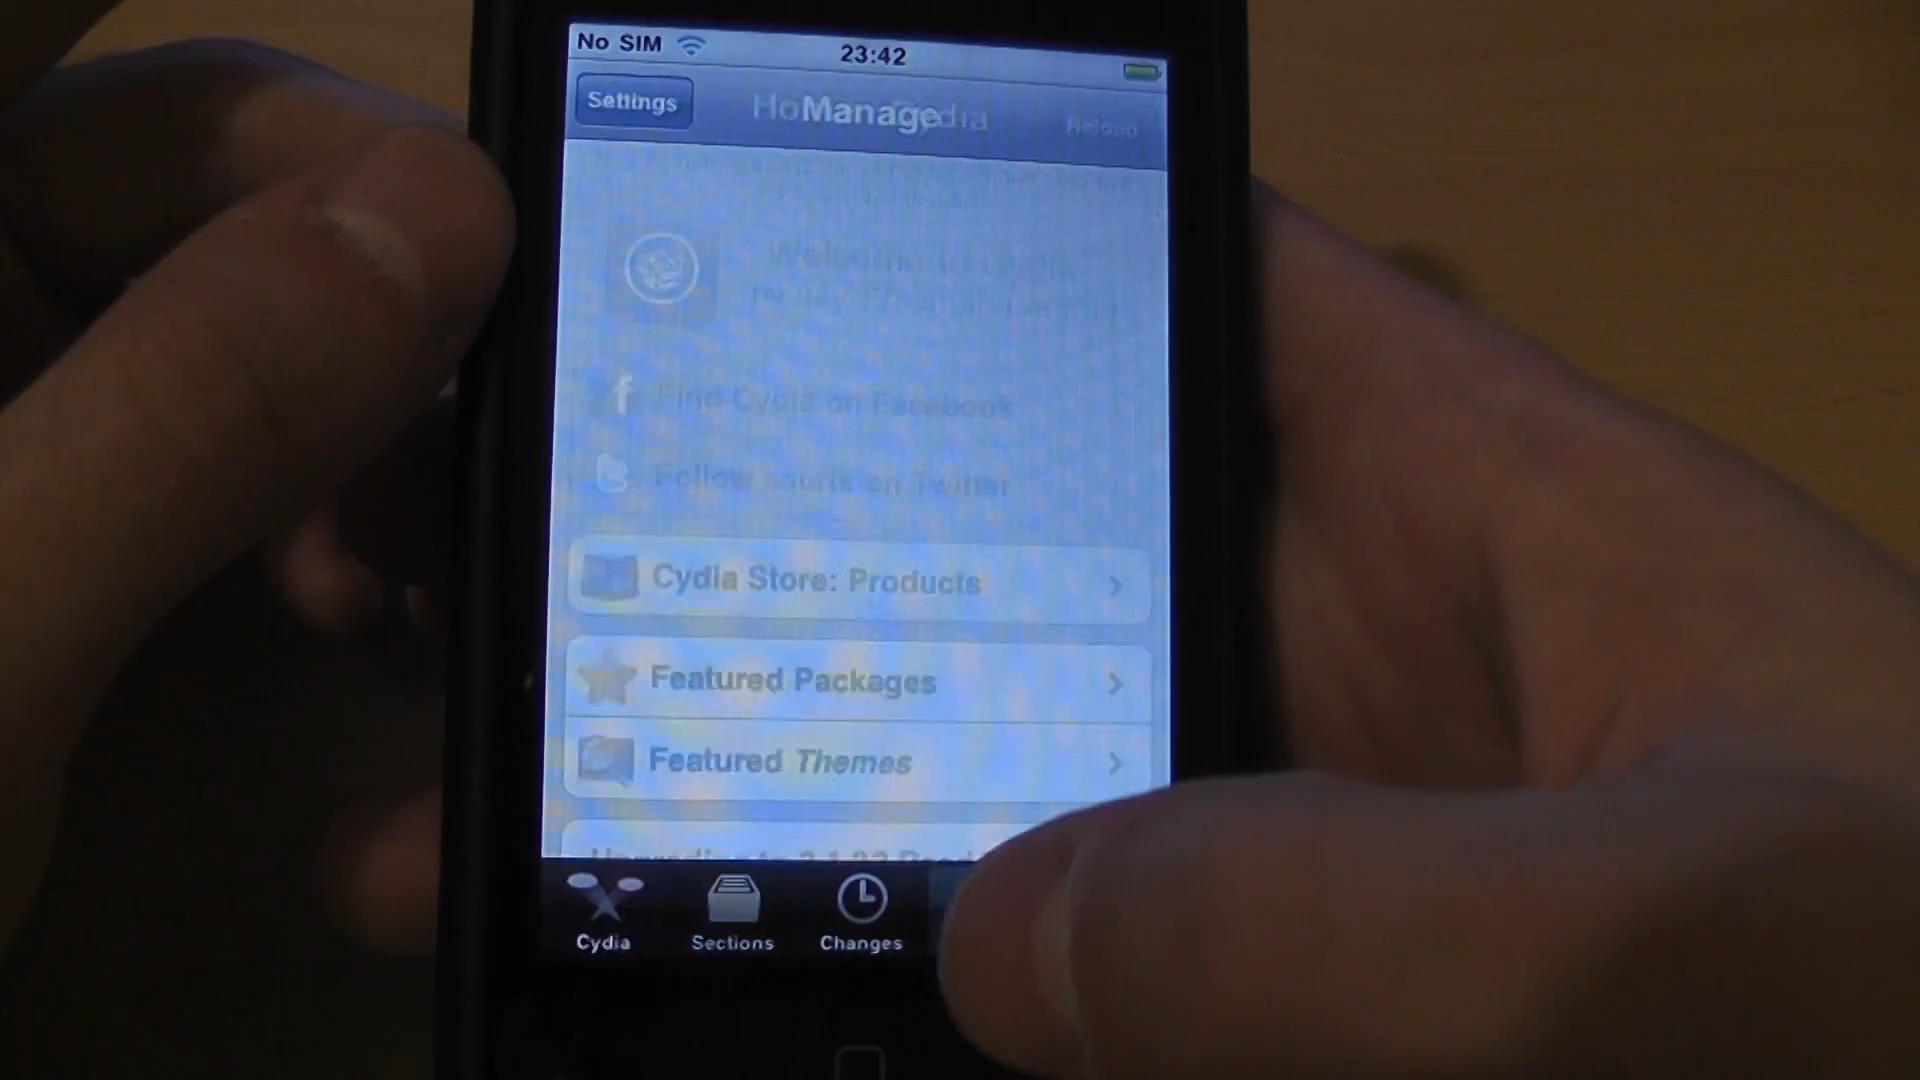 No SIM
23:42
Settings
Manage
Reload
Welcome to Cydia
Find Cydia on Facebook
Follow saurik on Twitter
Cydia Store: Products
Featured Packages
Featured Themes
Cydia
Sections
Changes